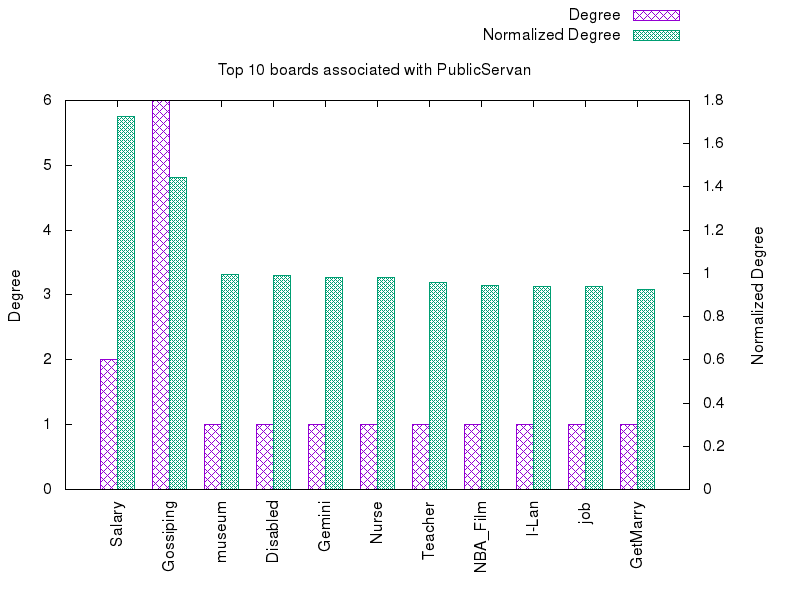 Degree
Normalized Degree
Top 10 boards associated with PublicServan
6 1.8
5 1.6
4 1.4
3 1.2
2 1
1 0.8
0 0.6
0.4
0.2
0
Degree
Normalized Degree
Salary
Gossiping
museum
Disabled
Gemini
Nurse
Teacher
NBA_Film
I-Lan
job
GetMarry